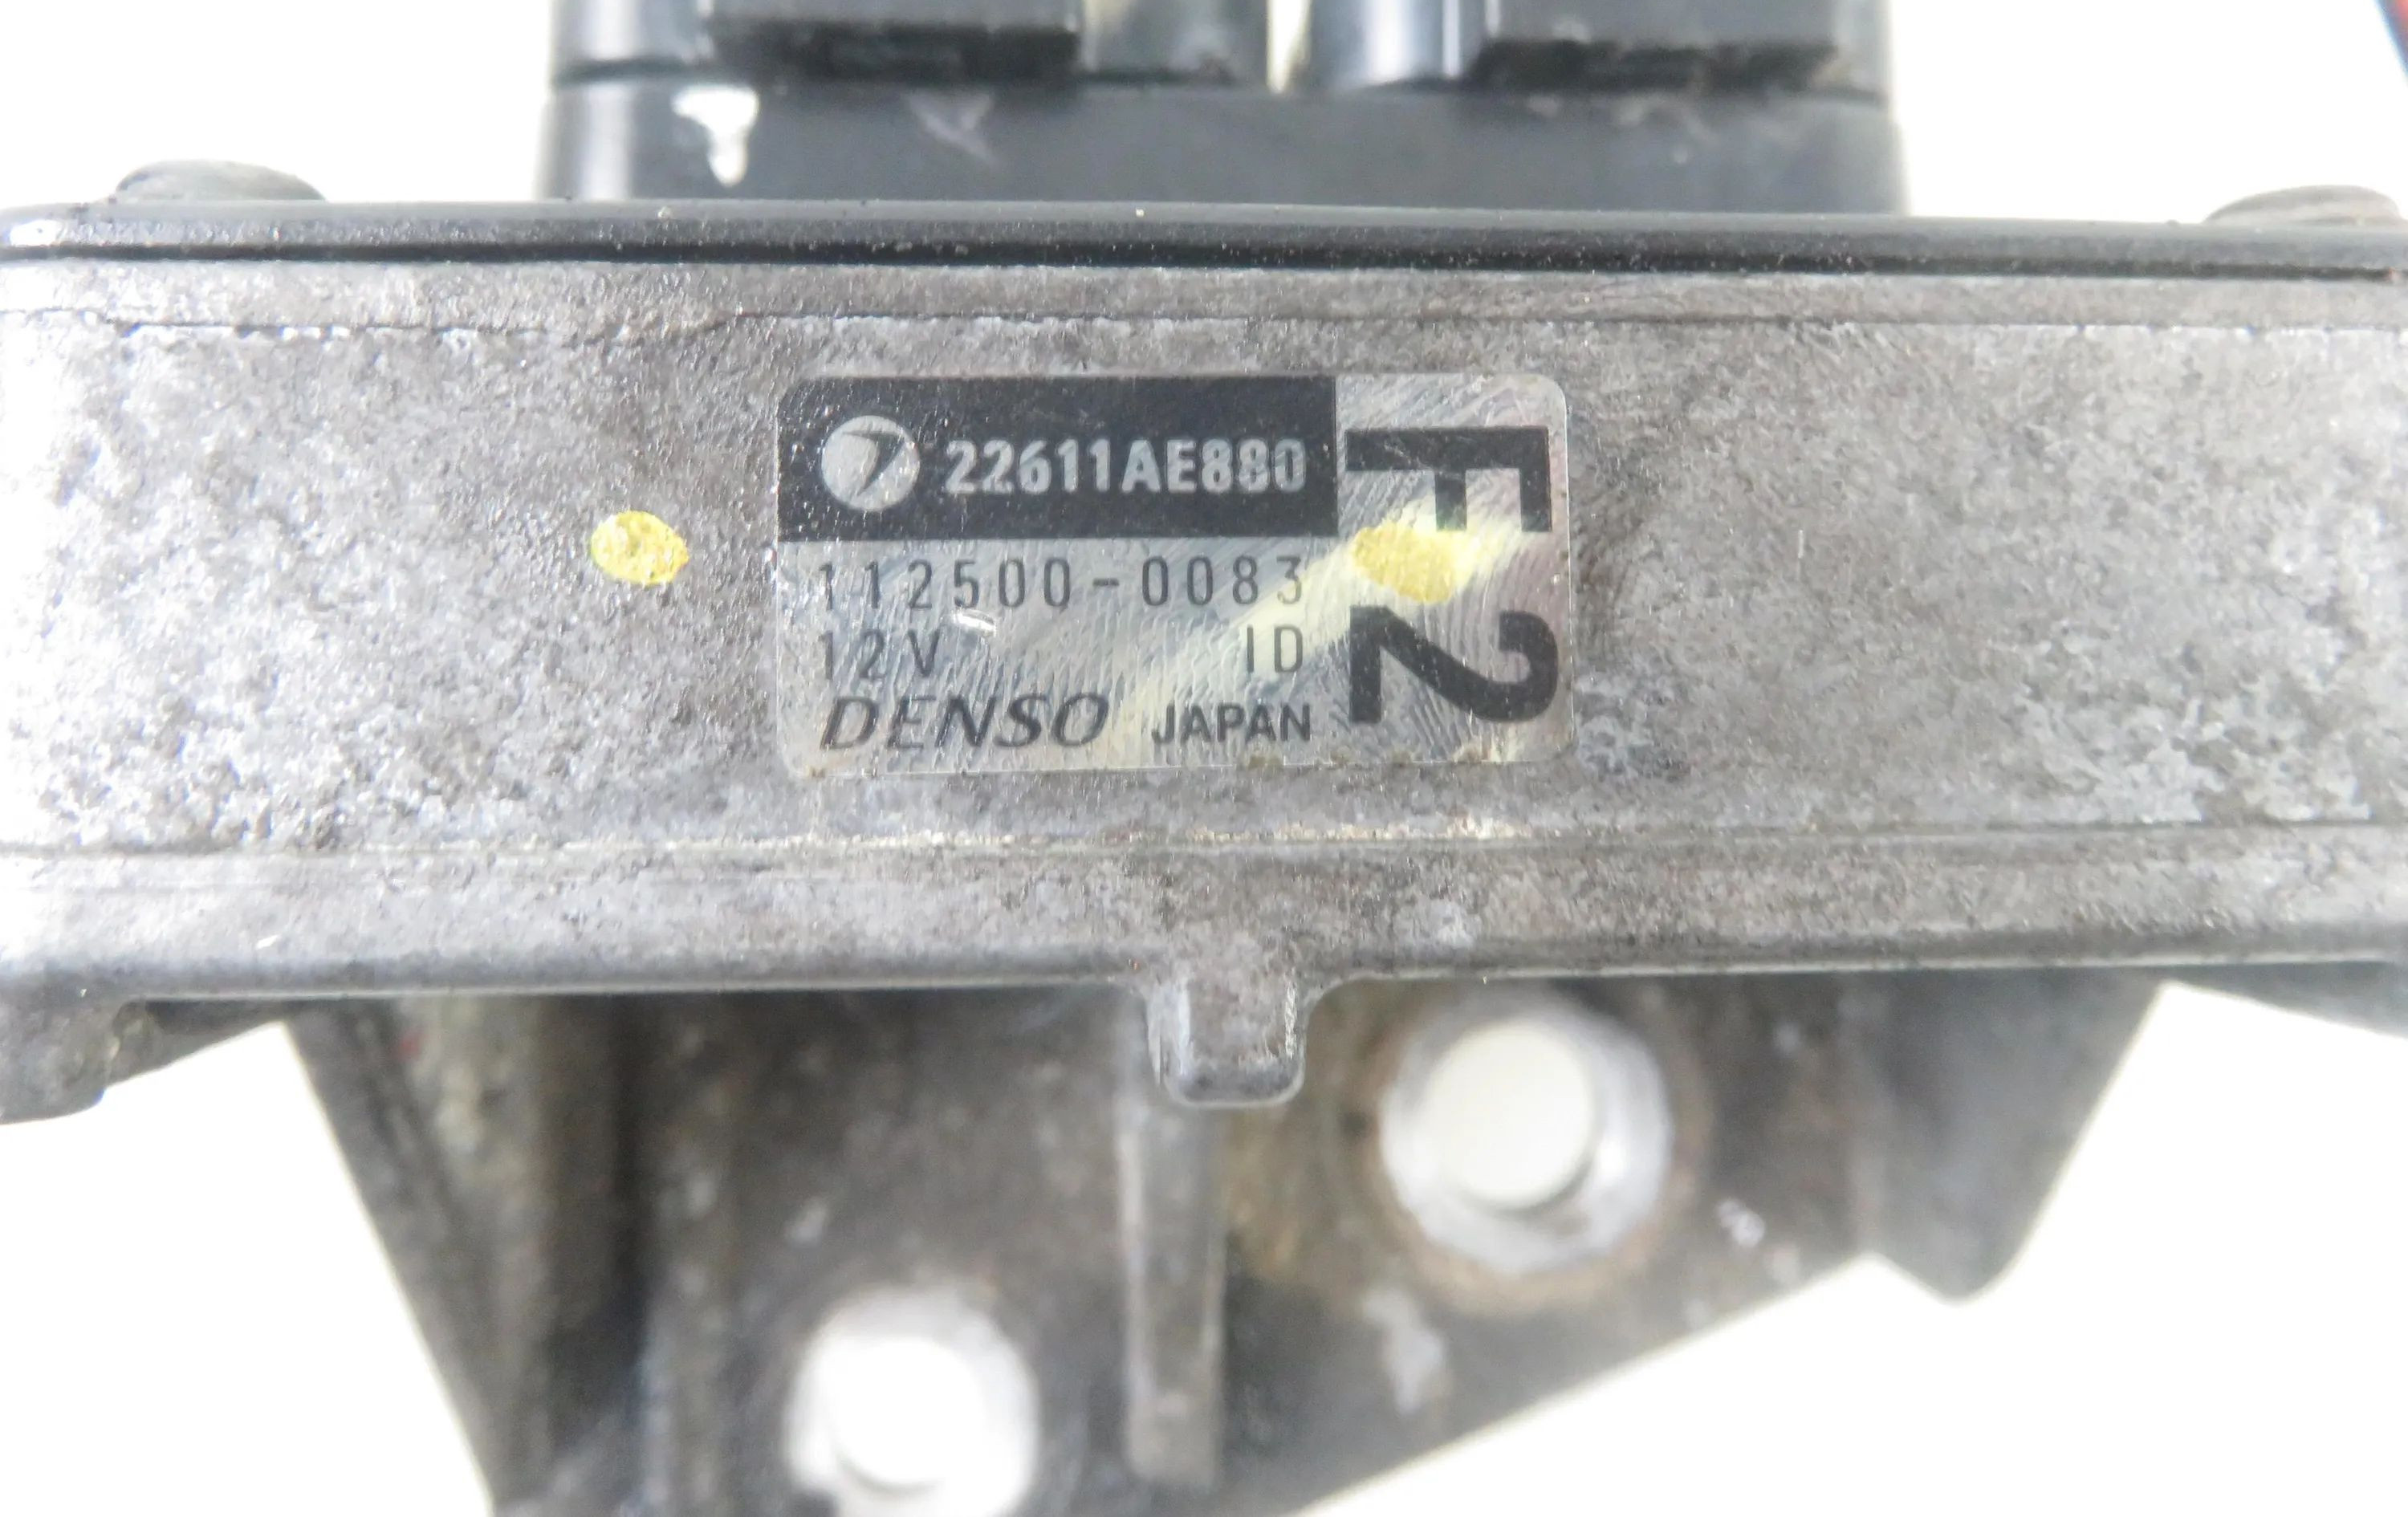 22611AE880
112500-0083
12V ID
DENSO JAPAN
F2